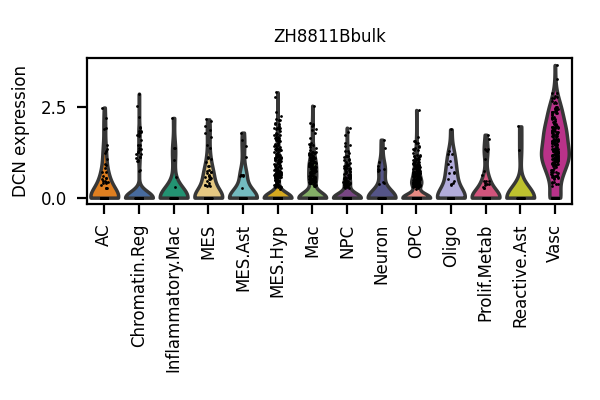 ZH8811Bbulk
DCN expression
2.5
0.0
AC
Chromatin.Reg
Inflammatory.Mac
MES
MES.Ast
MES.Hyp
Mac
NPC
Neuron
OPC
Oligo
Prolif.Metab
Reactive.Ast
Vasc